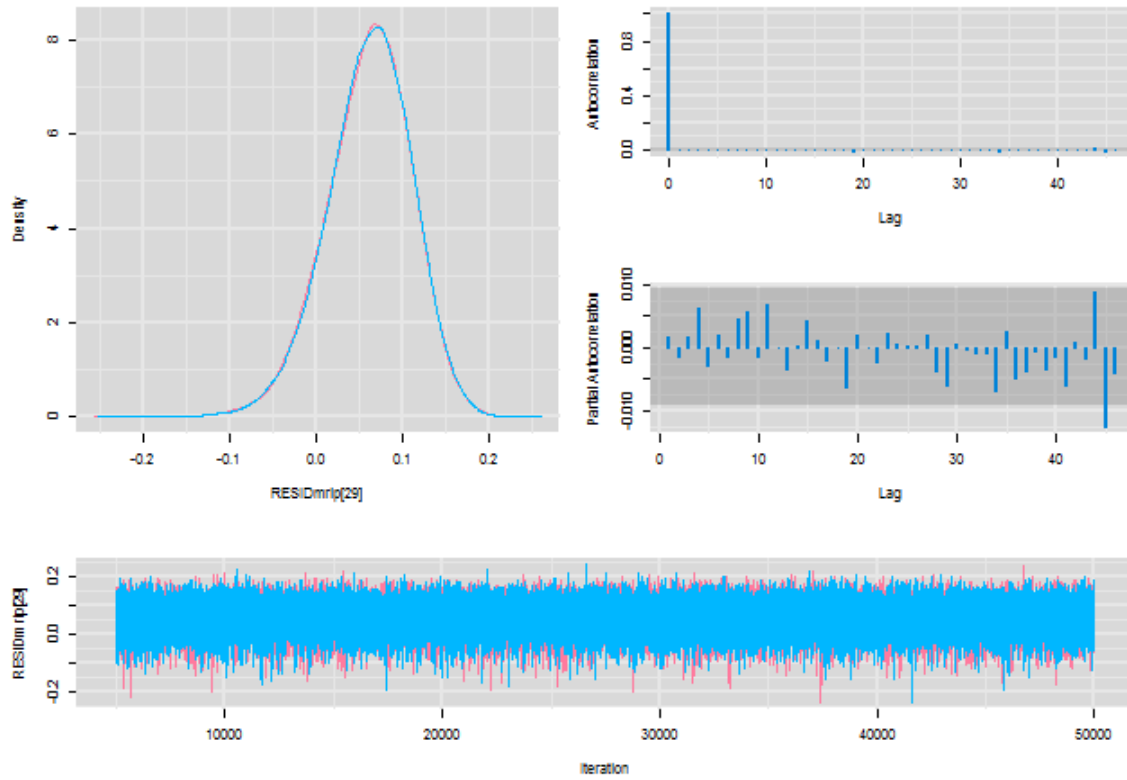 Density
0 2 4 6 8
-0.2 -0.1 0.0 0.1 0.2
RESIDmrip[29]
Autocorrelation
0.0 0.4 0.8
0 10 20 30 40
Lag
Partial Autocorrelation
-0.010 0.000 0.010
0 10 20 30 40
Lag
RESIDmrip[29]
-0.2 0.0 0.2
10000 20000 30000 40000 50000
Iteration